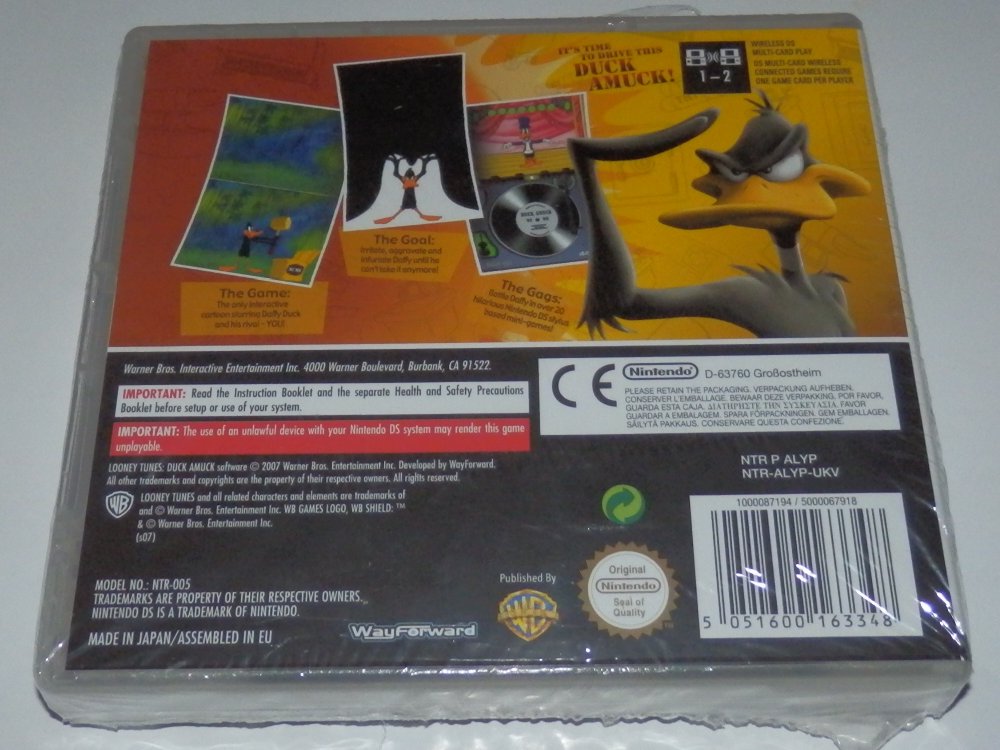 IT'S TIME
TO DRIVE THIS
DUCK
AMUCK!
1-2
WIRELESS DS
MULTI-CARD PLAY
DS MULTI-CARD WIRELESS
CONNECTED GAMES REQUIRE
ONE GAME CARD PER PLAYER
The Game:
The only interactive
cartoon starring Daffy Duck
and his rival - YOU!
The Goal:
Irritate, aggravate and
infuriate Daffy until he
can't take it anymore!
DUCK AMUCK
The Gags:
Battle Daffy in over 20
hilarious Nintendo DS stylus
based mini-games!
Warner Bros. Interactive Entertainment Inc. 4000 Warner Boulevard, Burbank, CA 91522.
IMPORTANT: Read the Instruction Booklet and the separate Health and Safety Precautions
Booklet before setup or use of your system.
IMPORTANT: The use of an unlawful device with your Nintendo DS system may render this game
unplayable.
LOONEY TUNES: DUCK AMUCK software © 2007 Warner Bros. Entertainment Inc. Developed by WayForward.
All other trademarks and copyrights are the property of their respective owners. All rights reserved.
WB
LOONEY TUNES and all related characters and elements are trademarks of
and © Warner Bros. Entertainment Inc. WB GAMES LOGO, WB SHIELD: ™
& © Warner Bros. Entertainment Inc.
(s07)
MODEL NO.: NTR-005
TRADEMARKS ARE PROPERTY OF THEIR RESPECTIVE OWNERS.
NINTENDO DS IS A TRADEMARK OF NINTENDO.
MADE IN JAPAN/ASSEMBLED IN EU
WayForward
Published By
WB
CE
Nintendo
D-63760 Großostheim
PLEASE RETAIN THE PACKAGING. VERPACKUNG AUFHEBEN.
CONSERVER L'EMBALLAGE. BEWAAR DEZE VERPAKKING, POR FAVOR,
GUARDA ESTA CAJA. ΔΙΑΤΗΡΗΣΤΕ ΤΗΝ ΣΥΣΚΕΥΑΣΙΑ. FAVOR
GUARDAR A EMBALAGEM. SPARA FÖRPACKNINGEN. GEM EMBALLAGEN.
SÄILYTÄ PAKKAUS. CONSERVARE QUESTA CONFEZIONE.
NTR P ALYP
NTR-ALYP-UKV
1000087194 / 5000067918
Original
Nintendo
Seal of
Quality
5 051600 163348